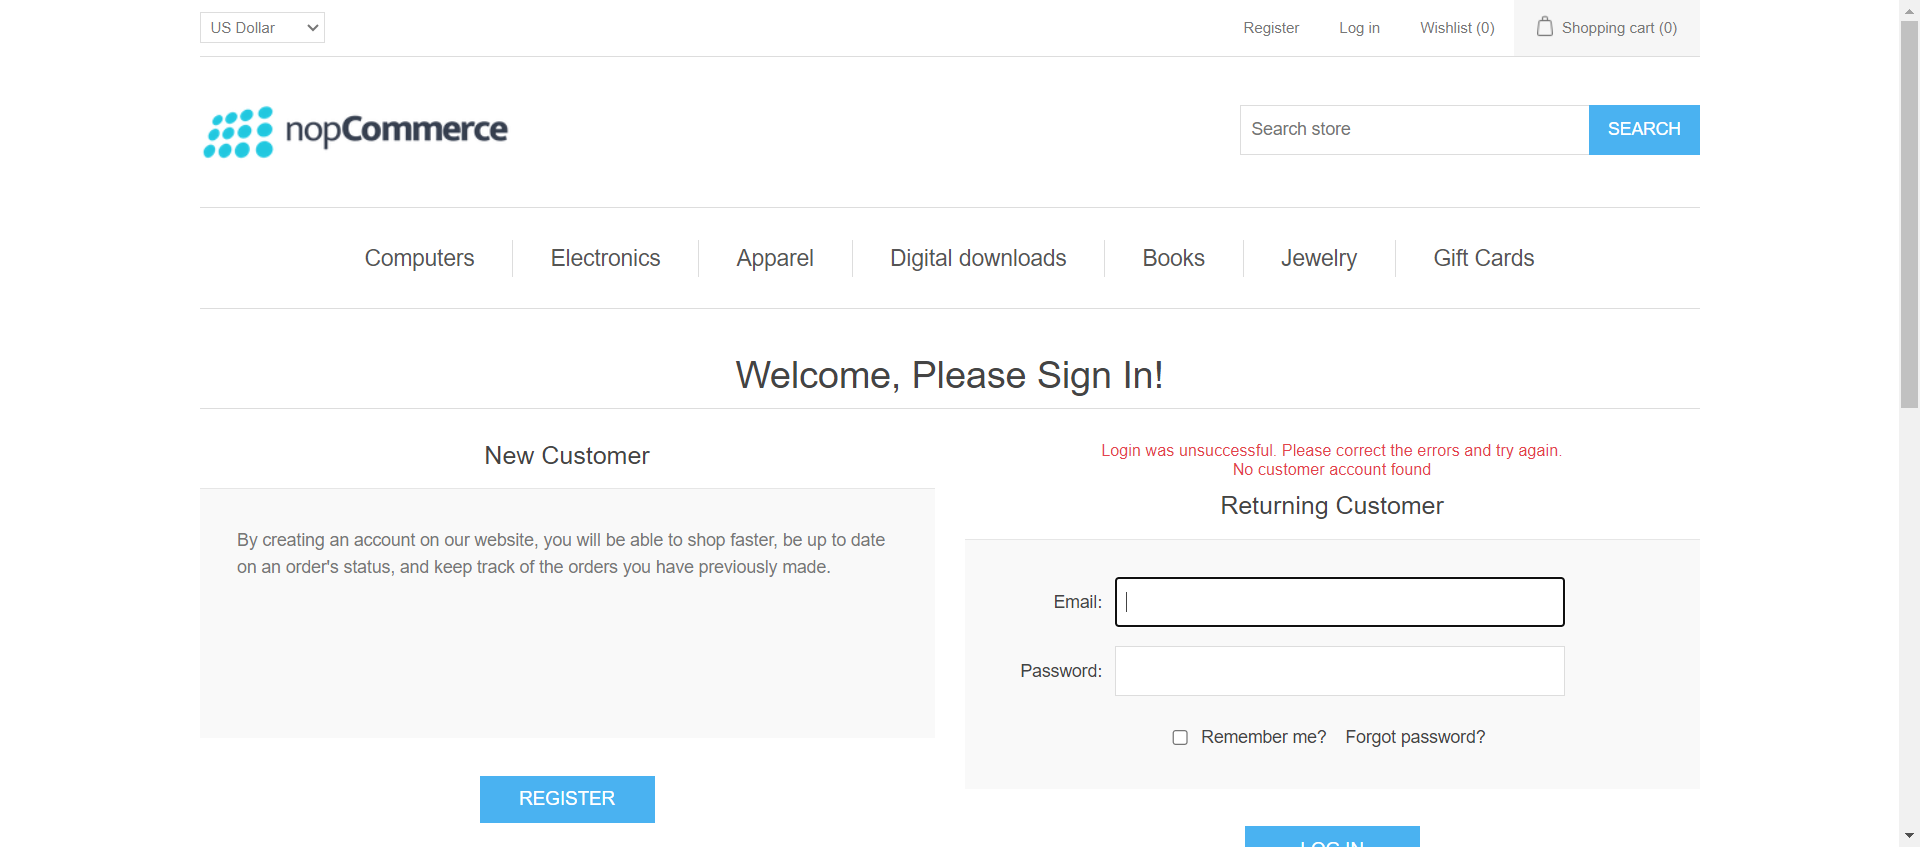 US Dollar
Register
Log in
Wishlist (0)
Shopping cart (0)
nopCommerce
Search store
SEARCH
Computers
Electronics
Apparel
Digital downloads
Books
Jewelry
Gift Cards
Welcome, Please Sign In!
New Customer
By creating an account on our website, you will be able to shop faster, be up to date
on an order's status, and keep track of the orders you have previously made.
REGISTER
Login was unsuccessful. Please correct the errors and try again.
No customer account found
Returning Customer
Email:
Password:
Remember me?
Forgot password?
LOG IN